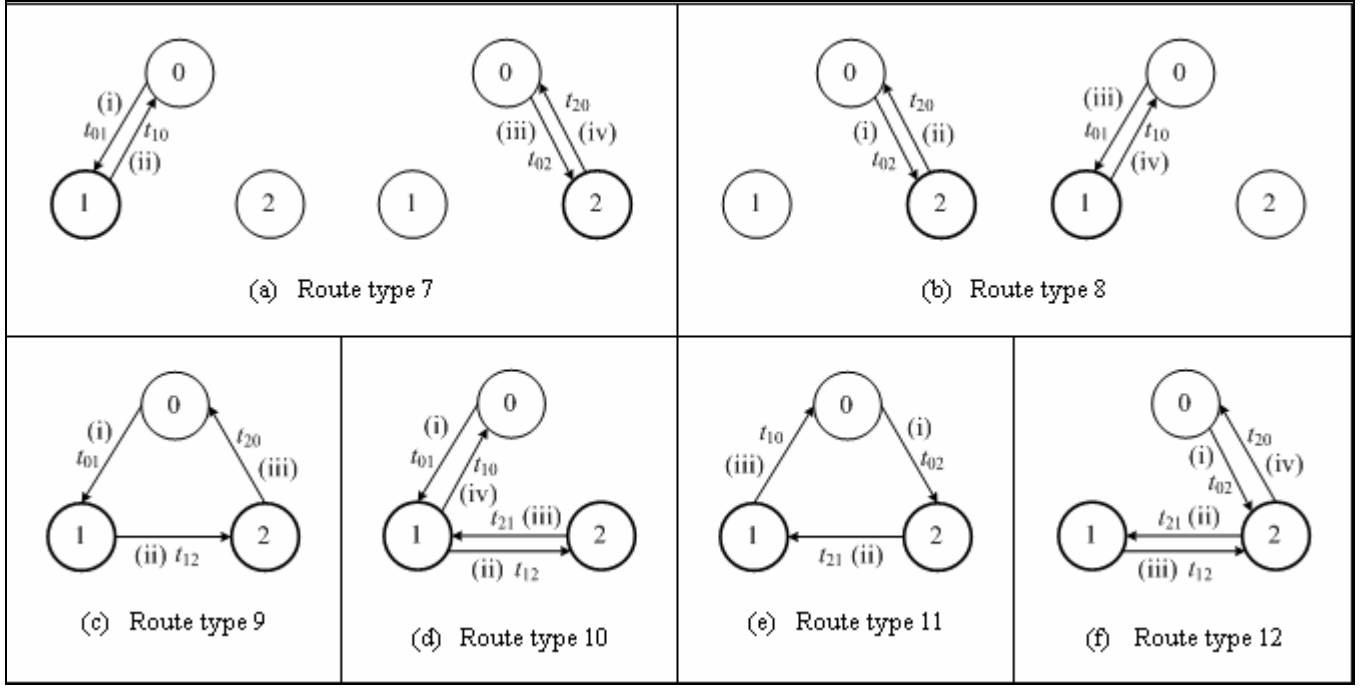 0
(i)
t01
t10
(ii)
1
2
0
t20
(iii)
(iv)
t02
1
2
(a) Route type 7
0
t20
(i)
(ii)
t02
1
2
0
(iii)
t01
t10
(iv)
1
2
(b) Route type 8
0
(i)
t01
t20
(iii)
1
2
(ii) t12
(c) Route type 9
0
(i)
t01
t10
(iv)
1
t21 (iii)
2
(ii) t12
(d) Route type 10
0
t10
(iii)
(i)
t02
1
2
t21 (ii)
(e) Route type 11
0
t20
(i)
(iv)
t02
1
t21 (ii)
2
(iii) t12
(f) Route type 12